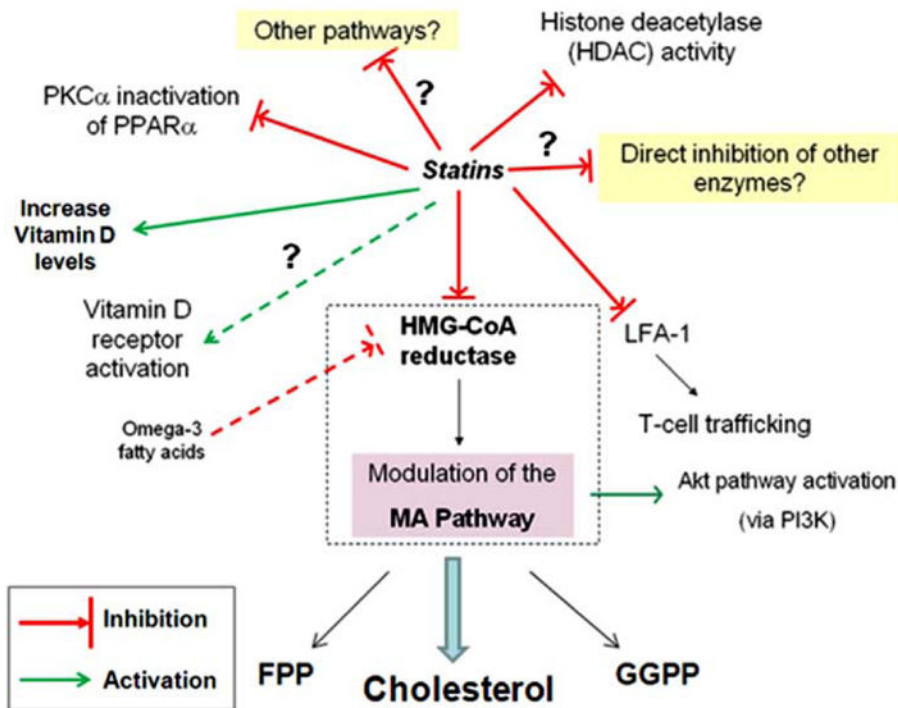 Other pathways?
Histone deacetylase
(HDAC) activity
?
PKCα inactivation
of PPARα
?
Statins
Direct inhibition of other
enzymes?
Increase
Vitamin D
levels
?
Vitamin D
receptor
activation
HMG-CoA
reductase
LFA-1
Omega-3
fatty acids
T-cell trafficking
Modulation of the
MA Pathway
Akt pathway activation
(via PI3K)
Inhibition
Activation
FPP
Cholesterol
GGPP